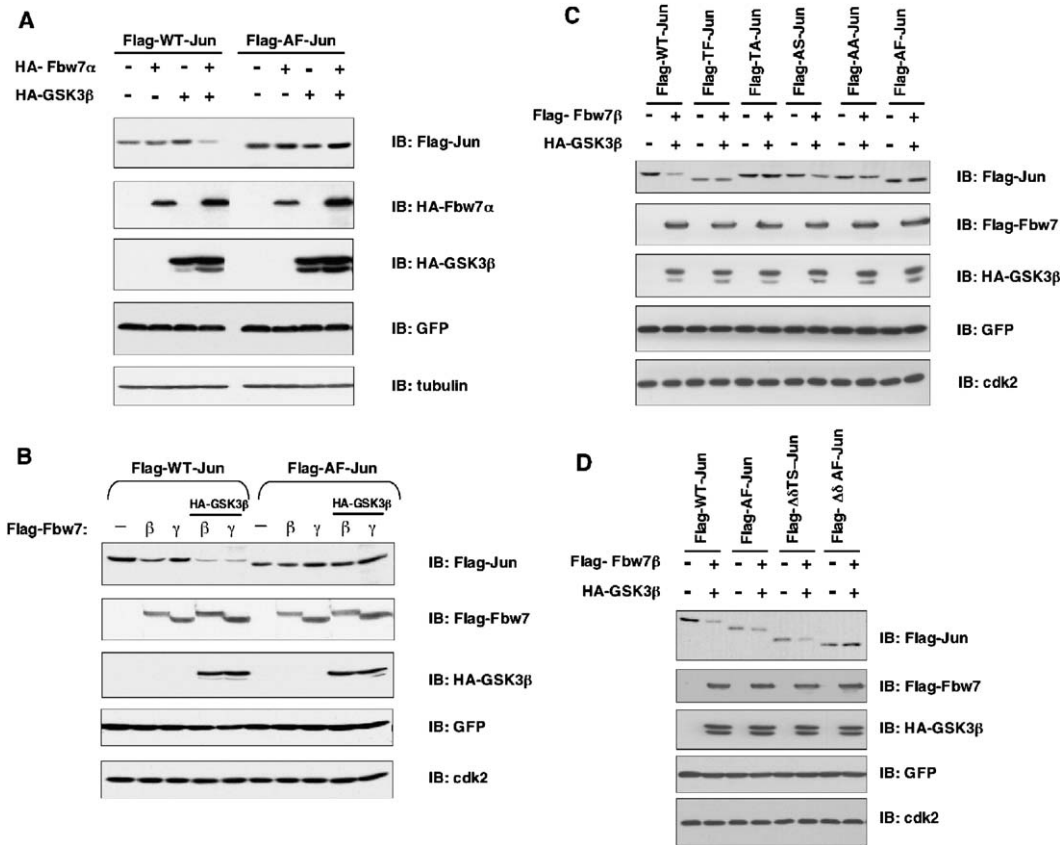 A
Flag-WT-Jun Flag-AF-Jun
HA- Fbw7α - + - + - + - +
HA-GSK3β - - + + - - + +
IB: Flag-Jun
IB: HA-Fbw7α
IB: HA-GSK3β
IB: GFP
IB: tubulin
B
Flag-WT-Jun Flag-AF-Jun
HA-GSK3β HA-GSK3β
Flag-Fbw7: – β γ β γ – β γ β γ
IB: Flag-Jun
IB: Flag-Fbw7
IB: HA-GSK3β
IB: GFP
IB: cdk2
C
Flag-WT-Jun
Flag-TF-Jun
Flag-TA-Jun
Flag-AS-Jun
Flag-AA-Jun
Flag-AF-Jun
Flag- Fbw7β - + - + - + - + - + - +
HA-GSK3β - + - + - + - + - + - +
IB: Flag-Jun
IB: Flag-Fbw7
IB: HA-GSK3β
IB: GFP
IB: cdk2
D
Flag-WT-Jun
Flag-AF-Jun
Flag-ΔδTS-Jun
Flag- Δδ AF-Jun
Flag- Fbw7β - + - + - + - +
HA-GSK3β - + - + - + - +
IB: Flag-Jun
IB: Flag-Fbw7
IB: HA-GSK3β
IB: GFP
IB: cdk2